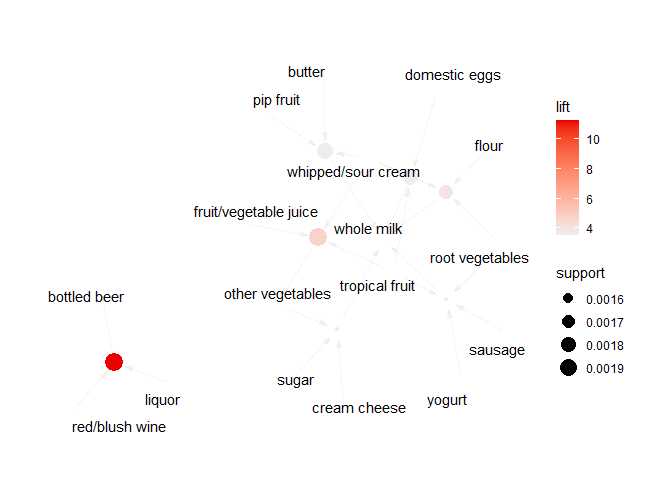 butter
domestic eggs
pip fruit
lift
10
8
6
4
flour
whipped/sour cream
fruit/vegetable juice
whole milk
root vegetables
support
0.0016
0.0017
0.0018
0.0019
tropical fruit
other vegetables
bottled beer
sausage
sugar
cream cheese
yogurt
liquor
red/blush wine